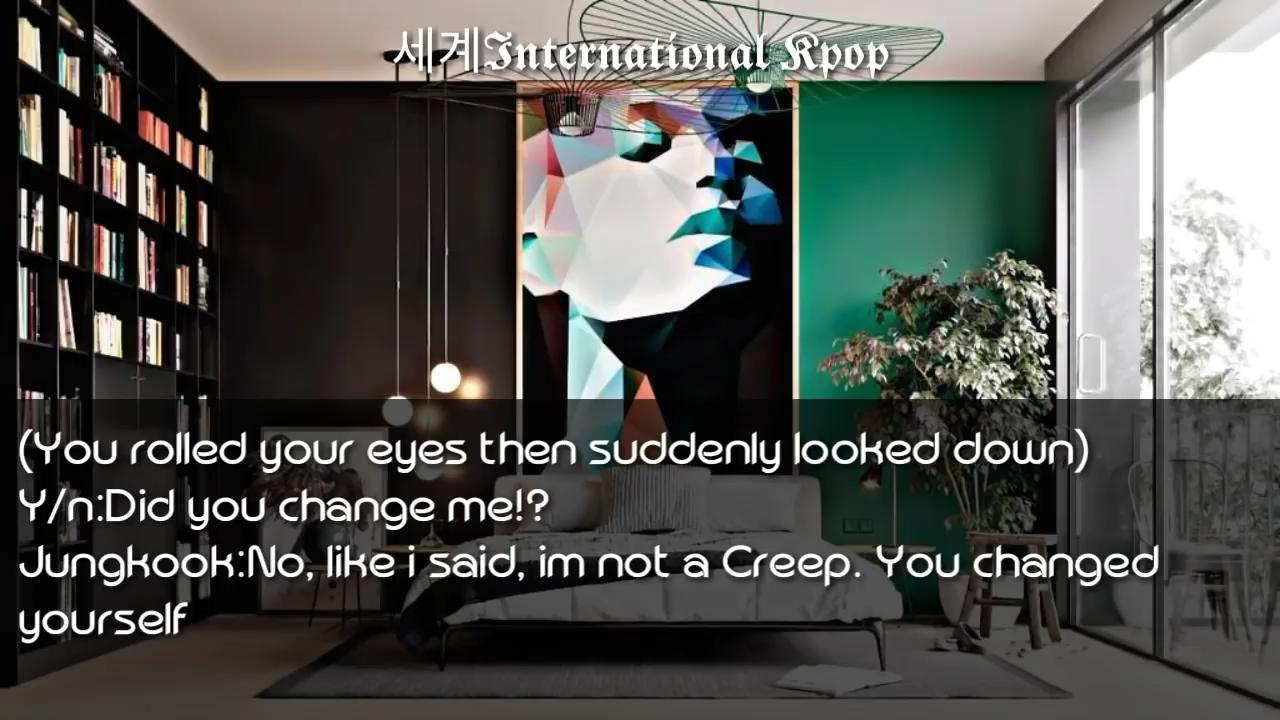 세계International Kpop
(You rolled your eyes then suddenly looked down)
Y/n:Did you change me!?
Jungkook:No, like i said, im not a Creep. You changed
yourself